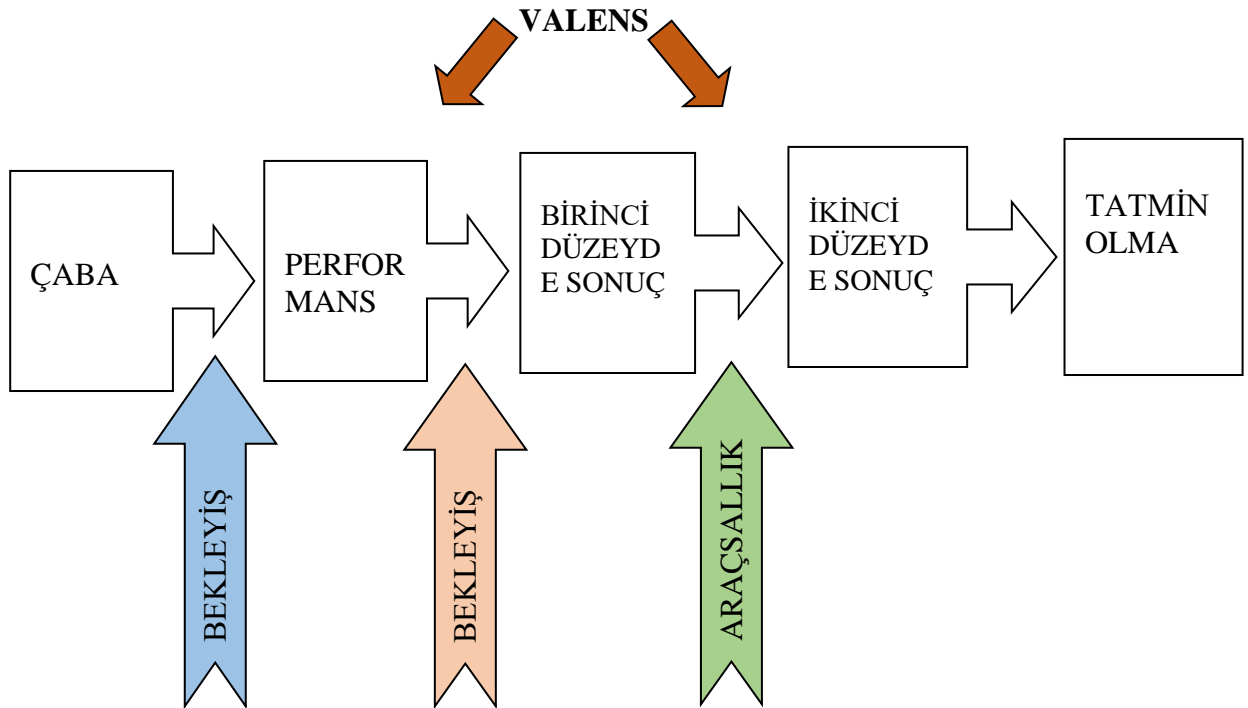 VALENS
ÇABA
PERFOR
MANS
BİRİNCİ
DÜZEYD
E SONUÇ
İKİNCİ
DÜZEYD
E SONUÇ
TATMİN
OLMA
BEKLEYİŞ
BEKLEYİŞ
ARAÇSALLIK